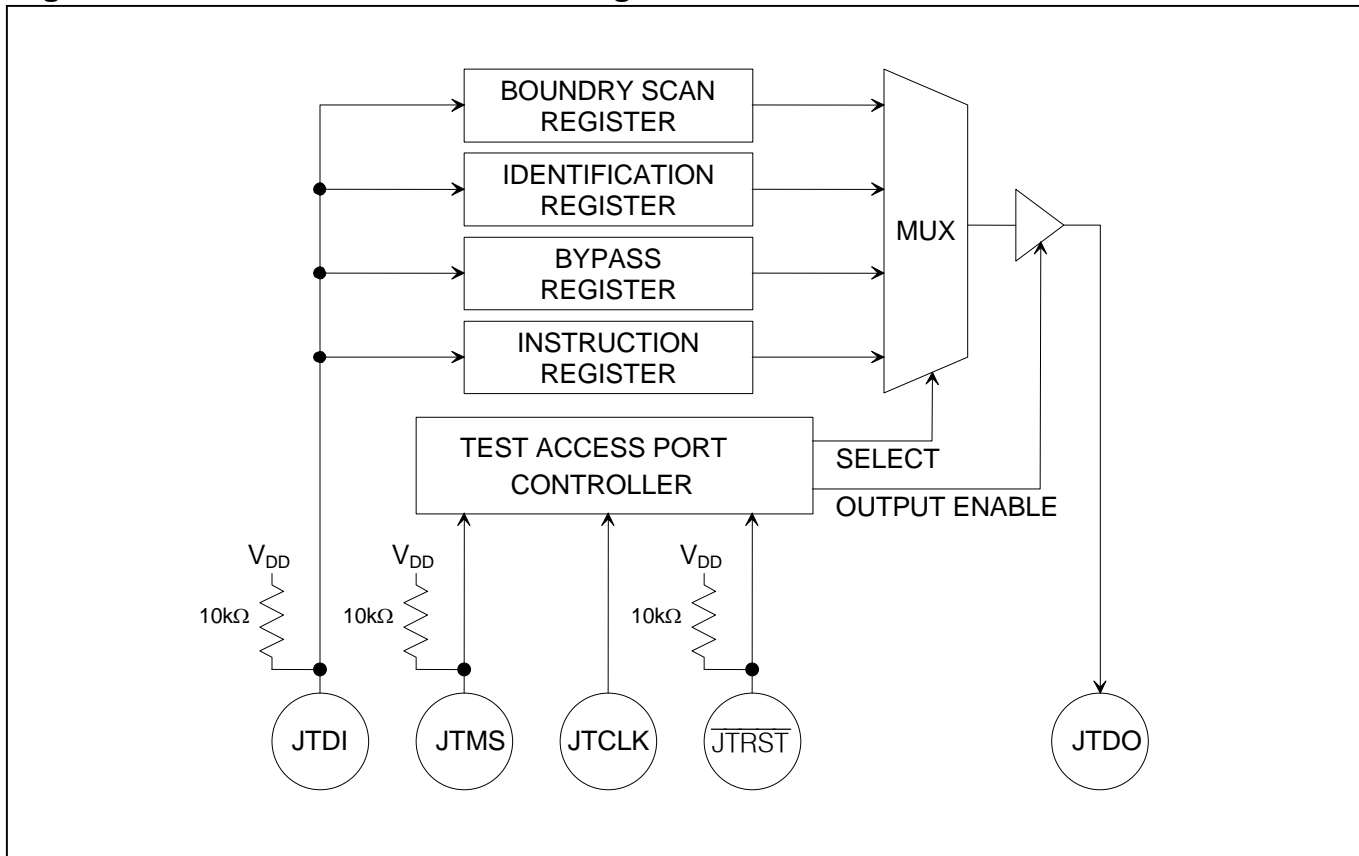 BOUNDRY SCAN
REGISTER
IDENTIFICATION
REGISTER
BYPASS
REGISTER
INSTRUCTION
REGISTER
MUX
TEST ACCESS PORT
CONTROLLER
SELECT
OUTPUT ENABLE
VDD
10kΩ
VDD
10kΩ
VDD
10kΩ
JTDI
JTMS
JTCLK
JTRST
JTDO